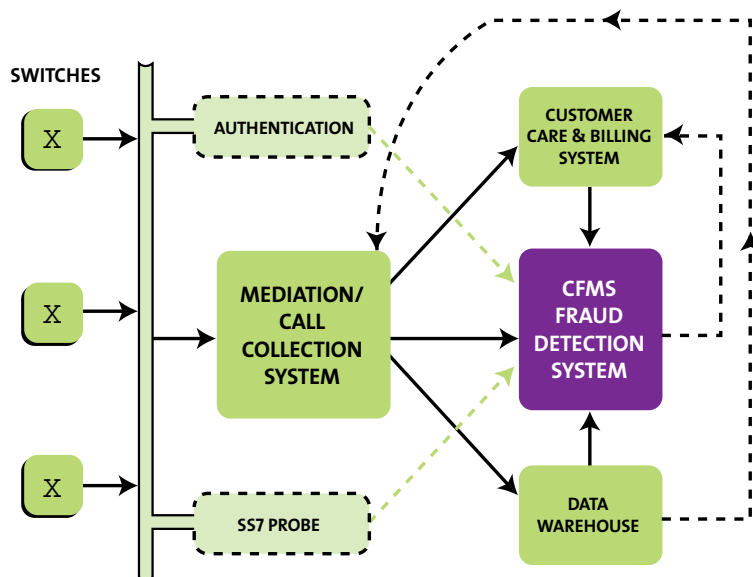 SWITCHES
X
AUTHENTICATION
CUSTOMER
CARE & BILLING
SYSTEM
X
MEDIATION/
CALL
COLLECTION
SYSTEM
CFMS
FRAUD
DETECTION
SYSTEM
X
SS7 PROBE
DATA
WAREHOUSE